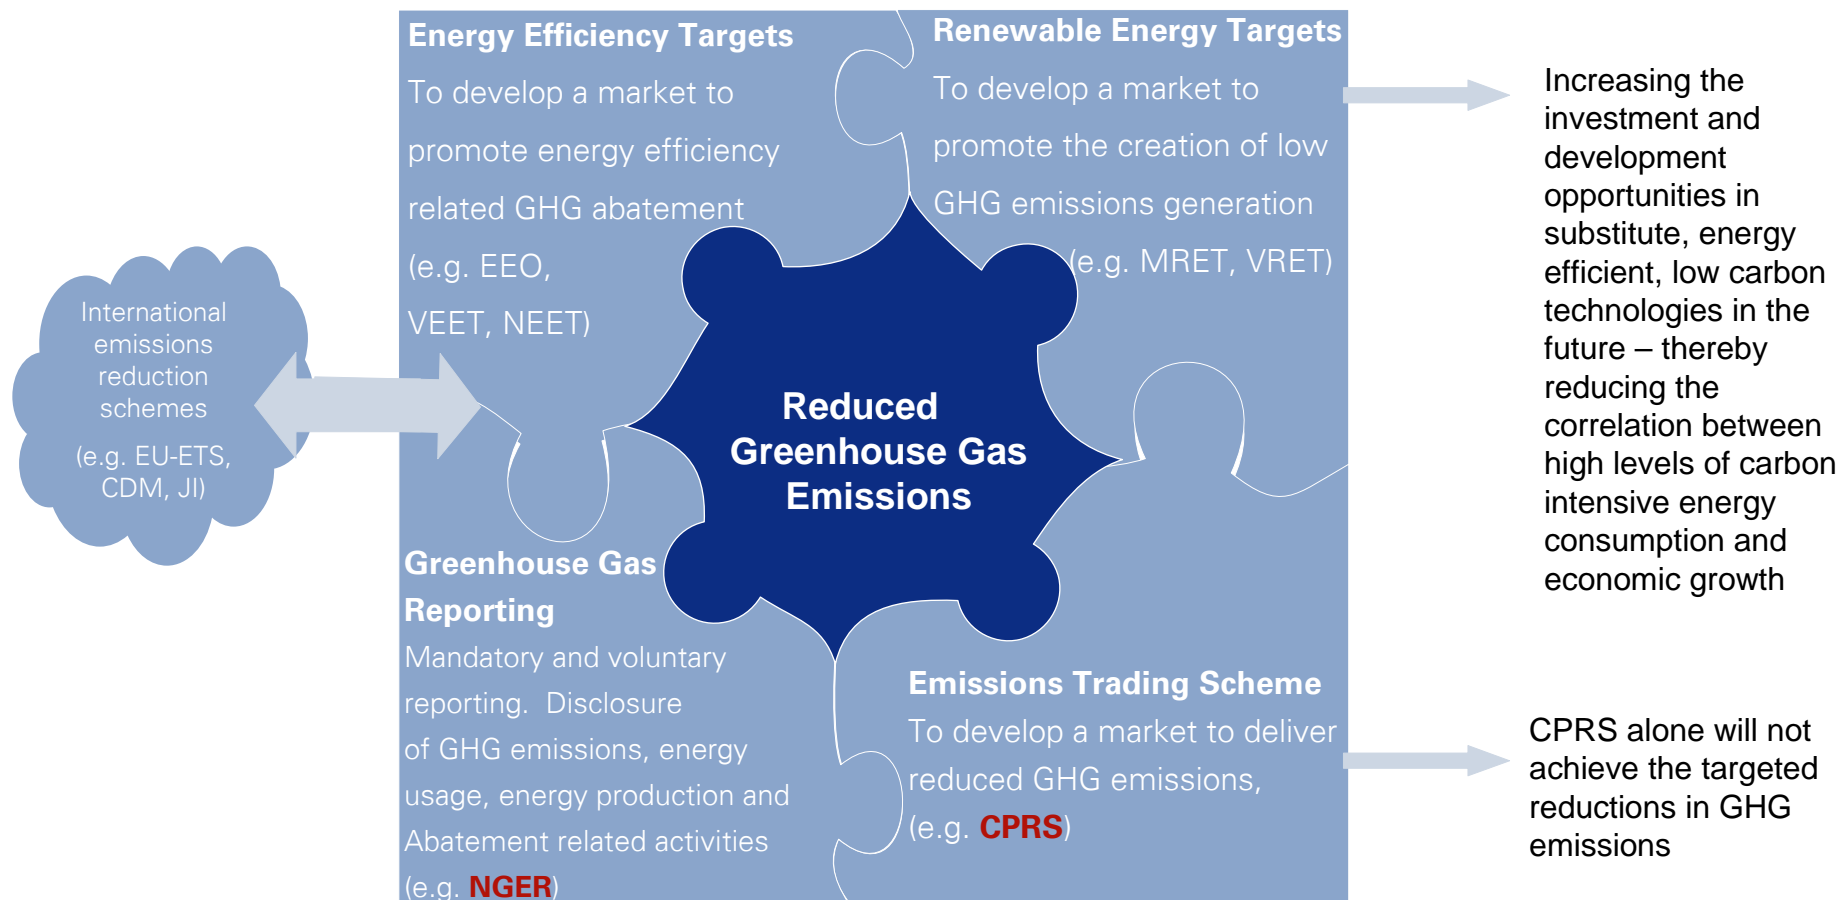 Energy Efficiency Targets
To develop a market to
promote energy efficiency
related GHG abatement
(e.g. EEO,
VEET, NEET)
Renewable Energy Targets
To develop a market to
promote the creation of low
GHG emissions generation
(e.g. MRET, VRET)
Increasing the
investment and
development
opportunities in
substitute, energy
efficient, low carbon
technologies in the
future – thereby
reducing the
correlation between
high levels of carbon
intensive energy
consumption and
economic growth
International
emissions
reduction
schemes
(e.g. EU-ETS,
CDM, JI)
Reduced
Greenhouse Gas
Emissions
Greenhouse Gas
Reporting
Mandatory and voluntary
reporting.  Disclosure
of GHG emissions, energy
usage, energy production and
Abatement related activities
(e.g. NGER)
Emissions Trading Scheme
To develop a market to deliver
reduced GHG emissions,
(e.g. CPRS)
CPRS alone will not
achieve the targeted
reductions in GHG
emissions